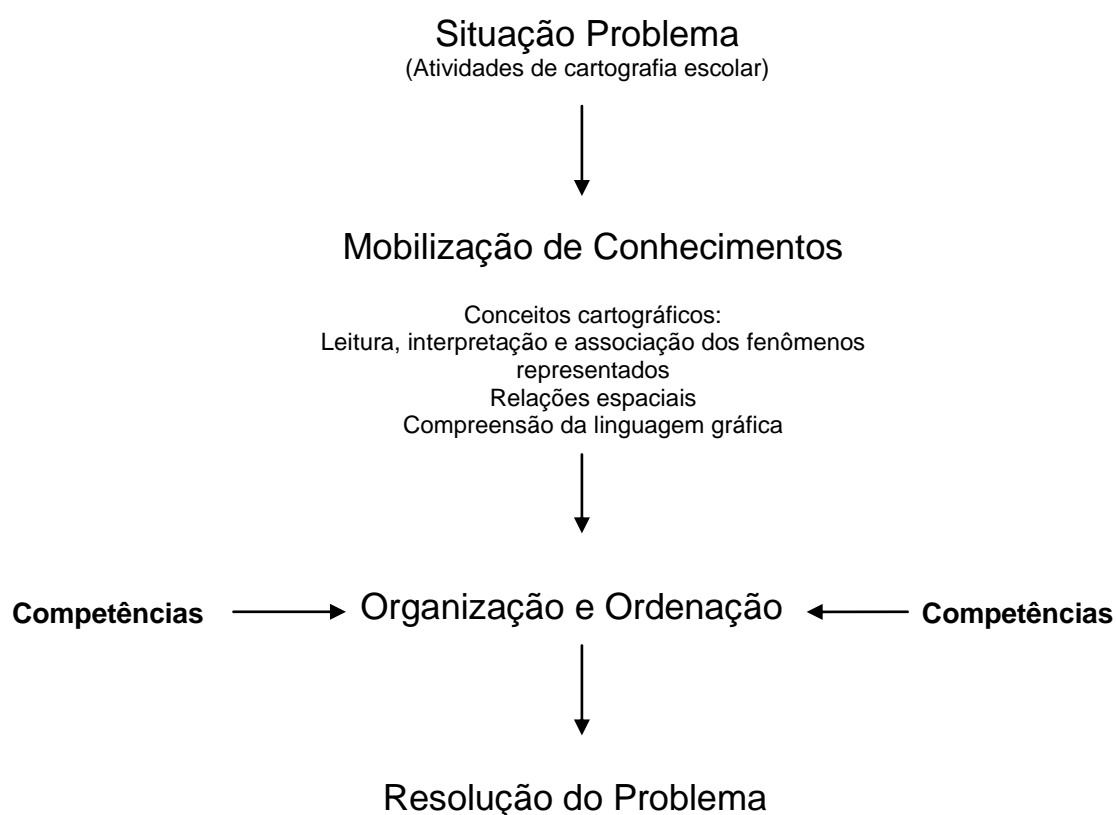 Situação Problema
(Atividades de cartografia escolar)
Mobilização de Conhecimentos
Conceitos cartográficos:
Leitura, interpretação e associação dos fenômenos
representados
Relações espaciais
Compreensão da linguagem gráfica
Competências
Organização e Ordenação
Competências
Resolução do Problema